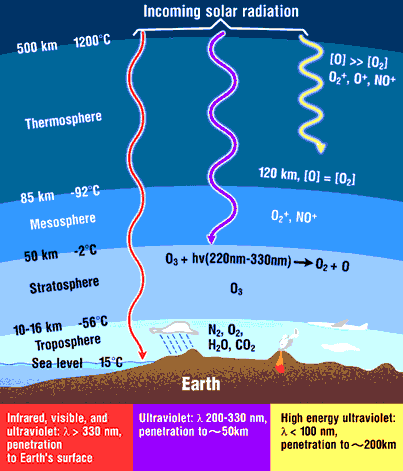 Incoming solar radiation
500 km 1200°C
[O] >> [O₂]
O₂⁺, O⁺, NO⁺
Thermosphere
120 km, [O] = [O₂]
85 km -92°C
Mesosphere
O₂⁺, NO⁺
50 km -2°C
O₃ + hv(220nm-330nm)→O₂ + O
Stratosphere
O₃
10-16 km -56°C
Troposphere
N₂, O₂,
H₂O, CO₂
Sea level 15°C
Earth
Infrared, visible, and
ultraviolet: λ > 330 nm,
penetration
to Earth's surface
Ultraviolet: λ 200-330 nm,
penetration to ~50km
High energy ultraviolet:
λ < 100 nm,
penetration to ~200km